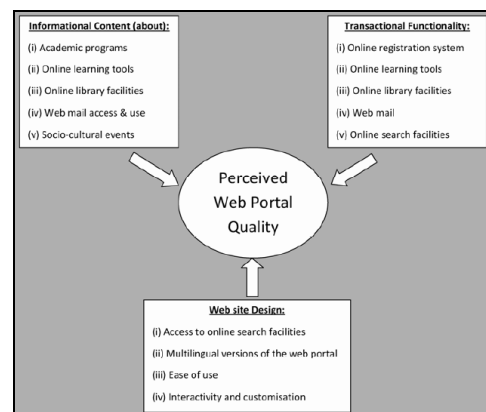 Informational Content (about):
(i) Academic programs
(ii) Online learning tools
(iii) Online library facilities
(iv) Web mail access & use
(v) Socio-cultural events
Transactional Functionality:
(i) Online registration system
(ii) Online learning tools
(iii) Online library facilities
(iv) Web mail
(v) Online search facilities
Perceived
Web Portal
Quality
Web site Design:
(i) Access to online search facilities
(ii) Multilingual versions of the web portal
(iii) Ease of use
(iv) Interactivity and customisation